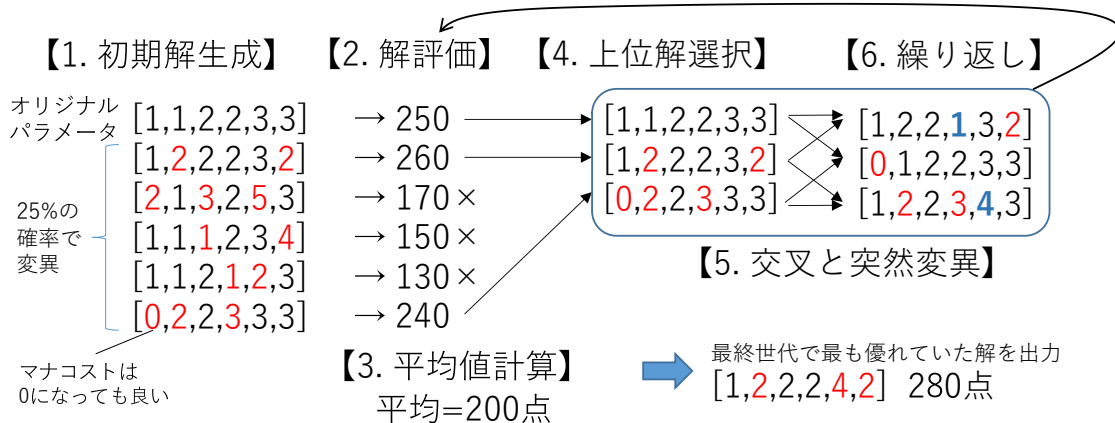 【1. 初期解生成】
【2. 解評価】
【4. 上位解選択】
【6. 繰り返し】
オリジナル
パラメータ
[1,1,2,2,3,3]
→ 250
[1,2,2,2,3,2]
→ 260
[2,1,3,2,5,3]
→ 170 ×
[1,1,1,2,3,4]
→ 150 ×
[1,1,2,1,2,3]
→ 130 ×
[0,2,2,3,3,3]
→ 240
25%の
確率で
変異
マナコストは
0になっても良い
【3. 平均値計算】
平均=200点
[1,1,2,2,3,3]
[1,2,2,2,3,2]
[0,2,2,3,3,3]
[1,2,2,1,3,2]
[0,1,2,2,3,3]
[1,2,2,3,4,3]
【5. 交叉と突然変異】
最終世代で最も優れていた解を出力
[1,2,2,2,4,2] 280点